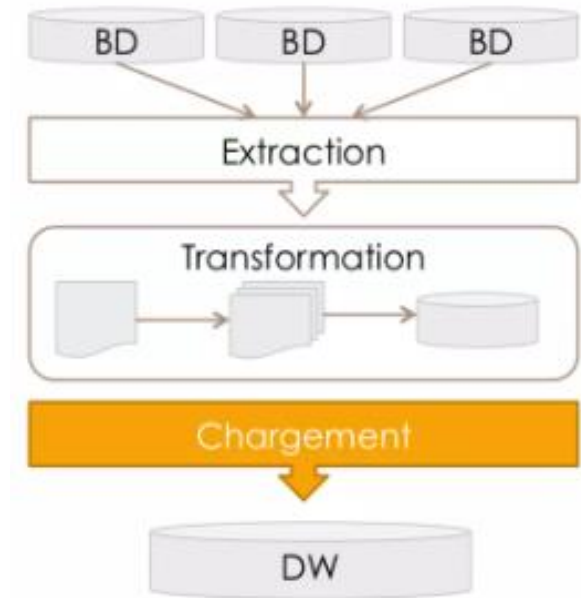 BD BD BD
Extraction
Transformation
Chargement
DW